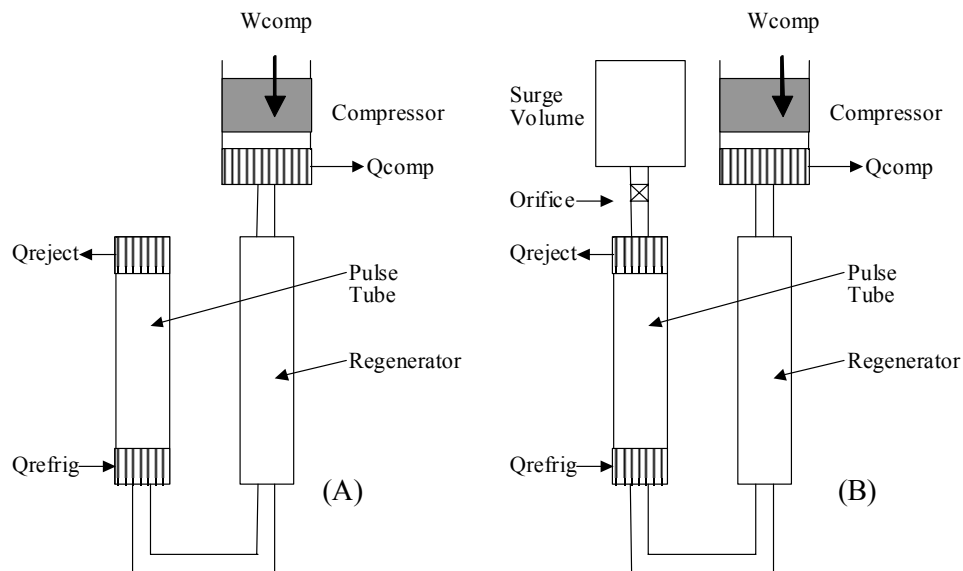 Wcomp
Compressor
Qcomp
Qreject
Pulse
Tube
Regenerator
Qrefrig
(A)
Wcomp
Surge
Volume
Compressor
Qcomp
Orifice
Qreject
Pulse
Tube
Regenerator
Qrefrig
(B)